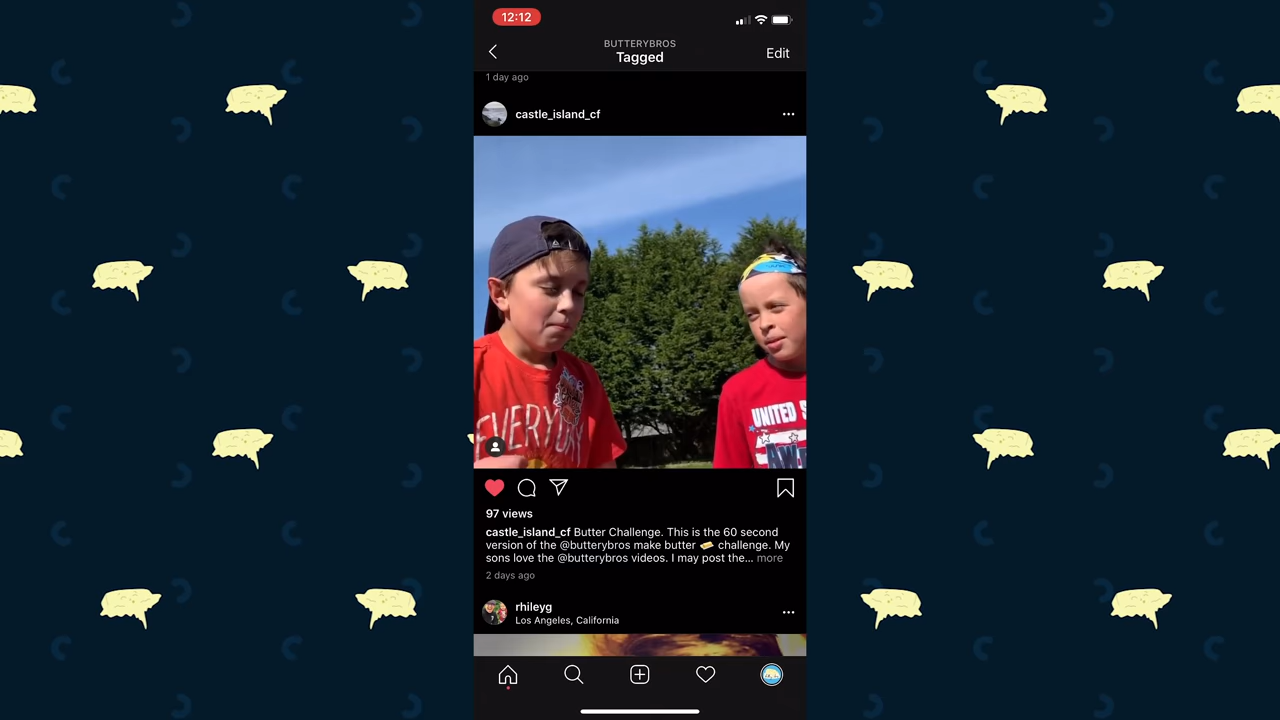 12:12
BUTTERYBROS
Tagged
Edit
1 day ago
castle_island_cf
EVERYDAY
UNITED S
97 views
castle_island_cf Butter Challenge. This is the 60 second
version of the @butterybros make butter 🧈 challenge. My
sons love the @butterybros videos. I may post the... more
2 days ago
rhileyg
Los Angeles, California